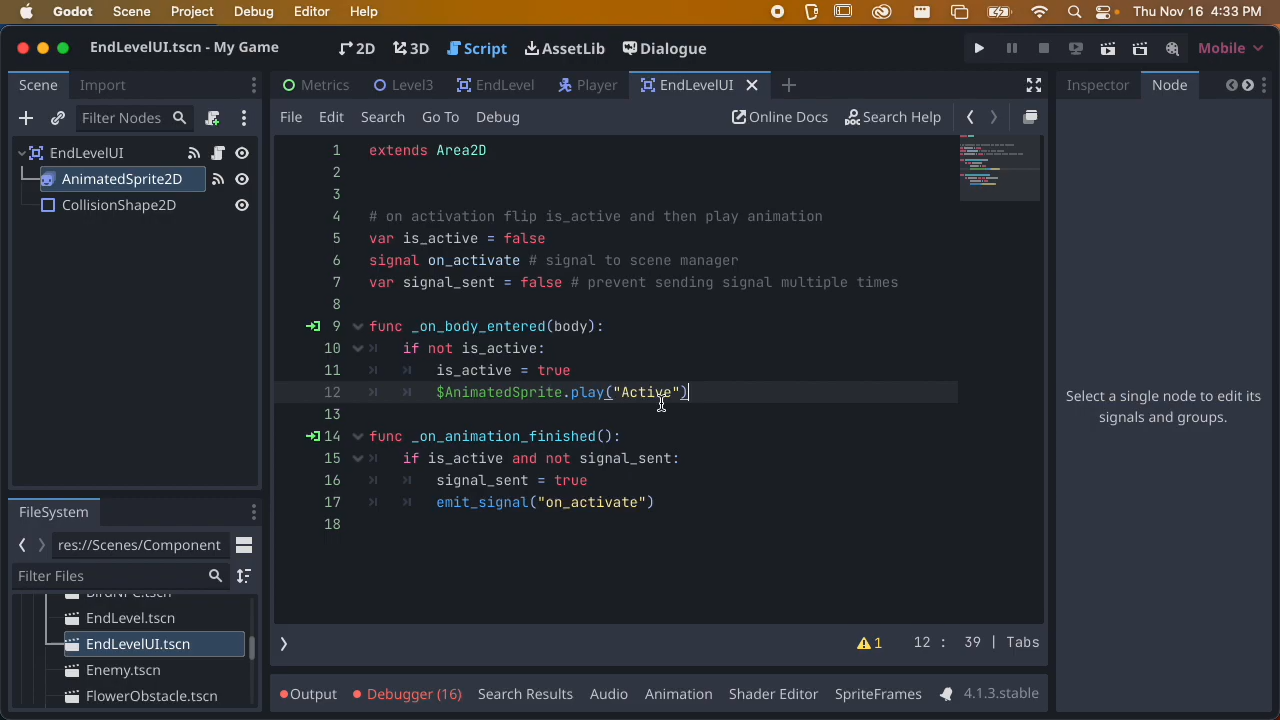 Godot Scene Project Debug Editor Help Thu Nov 16 4:33 PM
EndLevelUI.tscn - My Game 2D 3D Script AssetLib Dialogue Mobile
Scene Import Metrics Level3 EndLevel Player EndLevelUI Inspector Node
Filter Nodes File Edit Search Go To Debug Online Docs Search Help
EndLevelUI
AnimatedSprite2D
CollisionShape2D
1 extends Area2D
2
3
4 # on activation flip is_active and then play animation
5 var is_active = false
6 signal on_activate # signal to scene manager
7 var signal_sent = false # prevent sending signal multiple times
8
9 func _on_body_entered(body):
10 if not is_active:
11 is_active = true
12 $AnimatedSprite.play("Active")
13
14 func _on_animation_finished():
15 if is_active and not signal_sent:
16 signal_sent = true
17 emit_signal("on_activate")
18
Select a single node to edit its
signals and groups.
FileSystem
res://Scenes/Component
Filter Files
BirdNPC.tscn
EndLevel.tscn
EndLevelUI.tscn
Enemy.tscn
FlowerObstacle.tscn
1 12 : 39 | Tabs
Output Debugger (16) Search Results Audio Animation Shader Editor SpriteFrames 4.1.3.stable